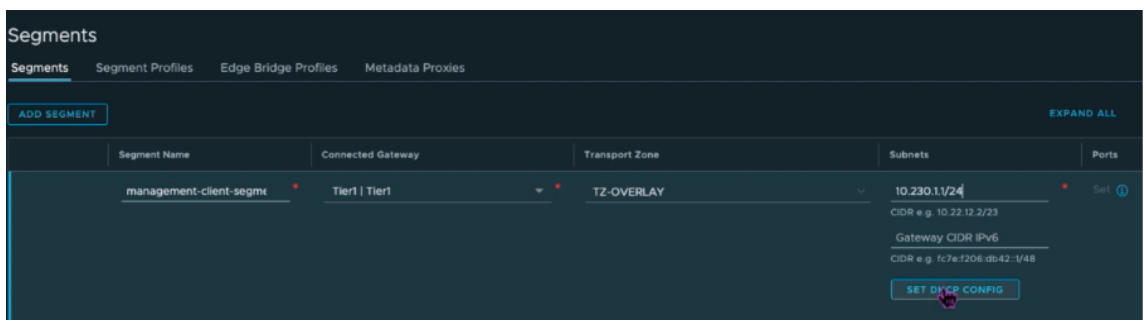 Segments
Segments Segment Profiles Edge Bridge Profiles Metadata Proxies
ADD SEGMENT EXPAND ALL
Segment Name Connected Gateway Transport Zone Subnets Ports
management-client-segme * Tier1 | Tier1 * TZ-OVERLAY 10.230.1.1/24 * Set
CIDR e.g. 10.22.12.2/23
Gateway CIDR IPv6
CIDR e.g. fc7e:f206:db42::1/48
SET DHCP CONFIG